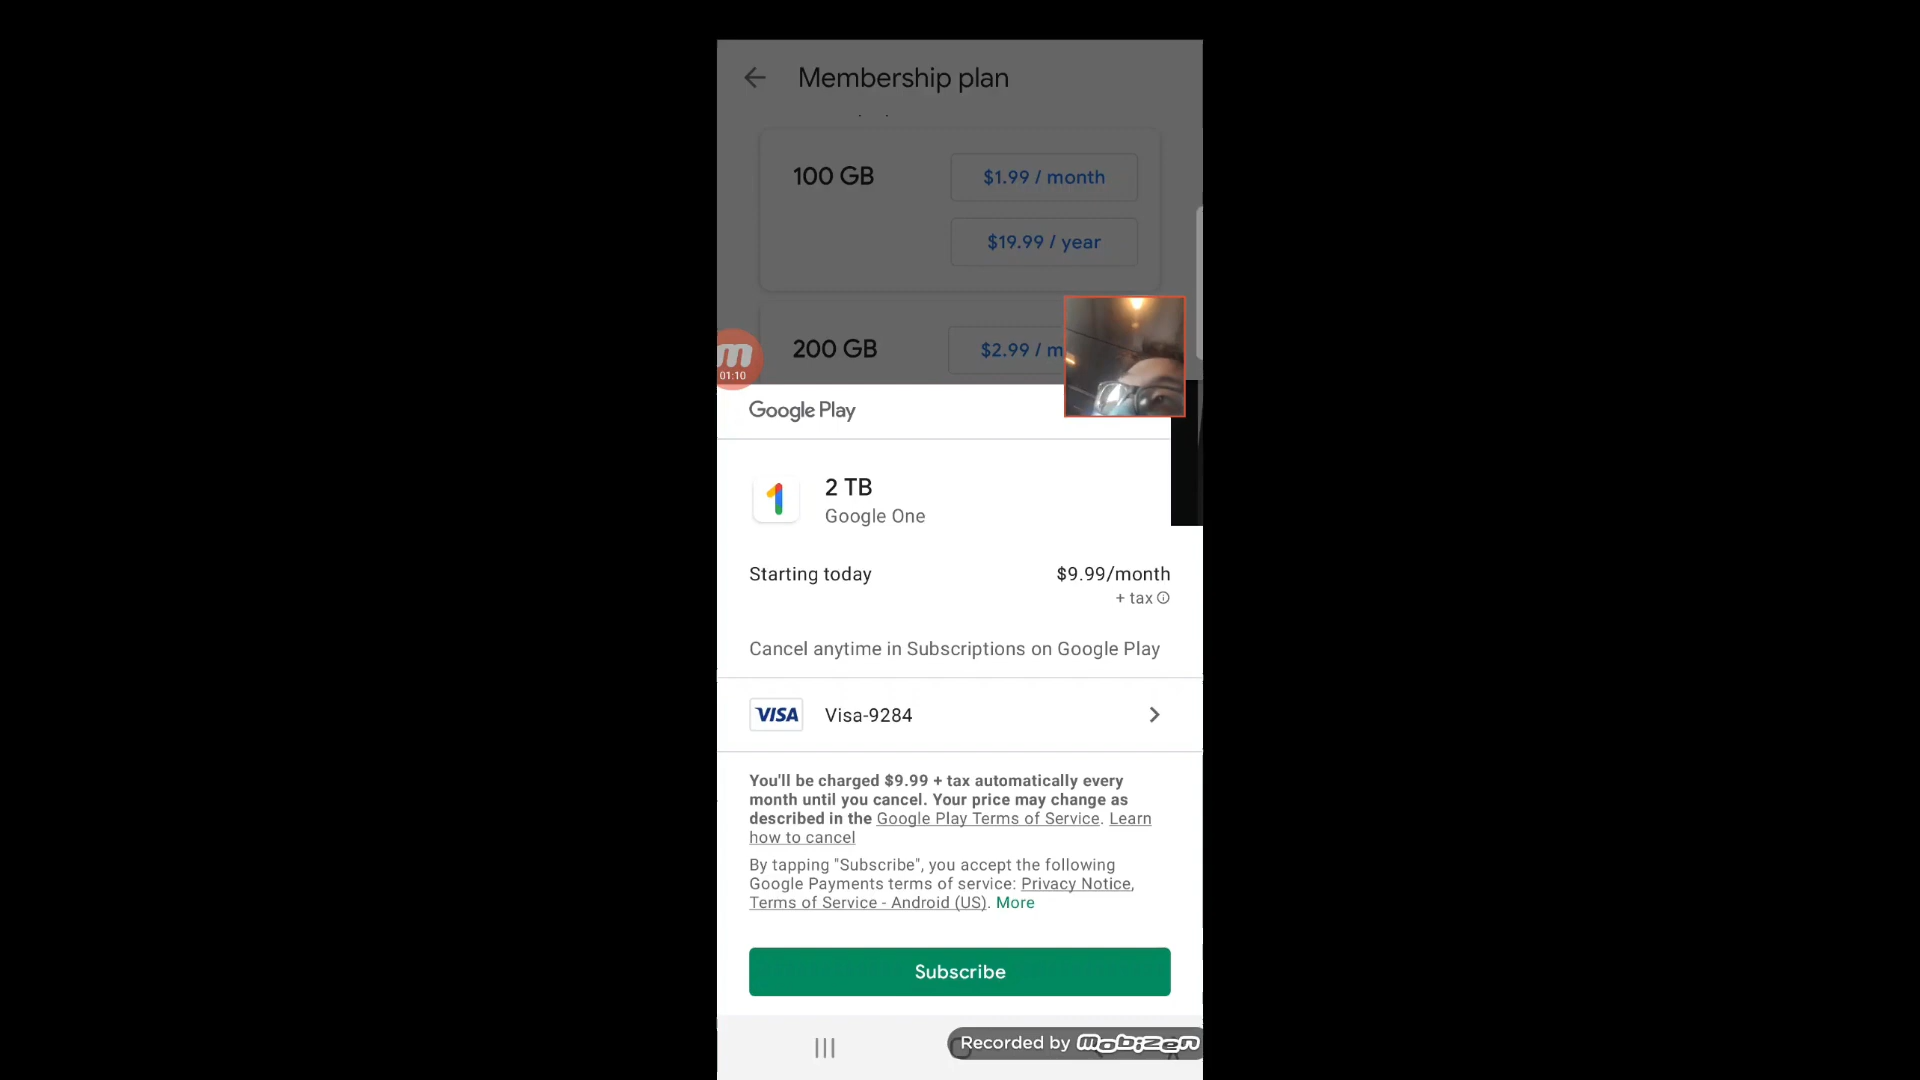 Membership plan
100 GB
$1.99 / month
$19.99 / year
200 GB
$2.99 / m
01:10
Google Play
2 TB
Google One
Starting today
$9.99/month
+ tax
Cancel anytime in Subscriptions on Google Play
VISA
Visa-9284
You'll be charged $9.99 + tax automatically every
month until you cancel. Your price may change as
described in the Google Play Terms of Service. Learn
how to cancel
By tapping "Subscribe", you accept the following
Google Payments terms of service: Privacy Notice,
Terms of Service - Android (US). More
Subscribe
Recorded by mobizen